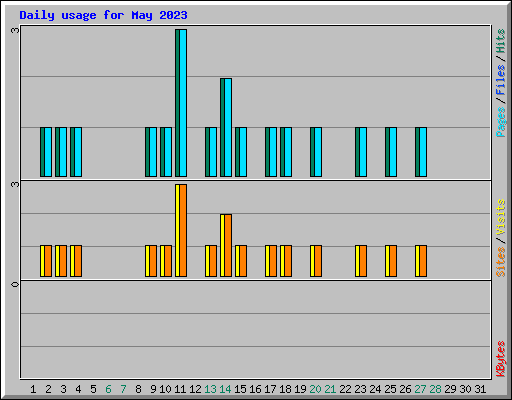 Daily usage for May 2023
3
3
0
Pages / Files / Hits
Sites / Visits
KBytes
1 2 3 4 5 6 7 8 9 10 11 12 13 14 15 16 17 18 19 20 21 22 23 24 25 26 27 28 29 30 31